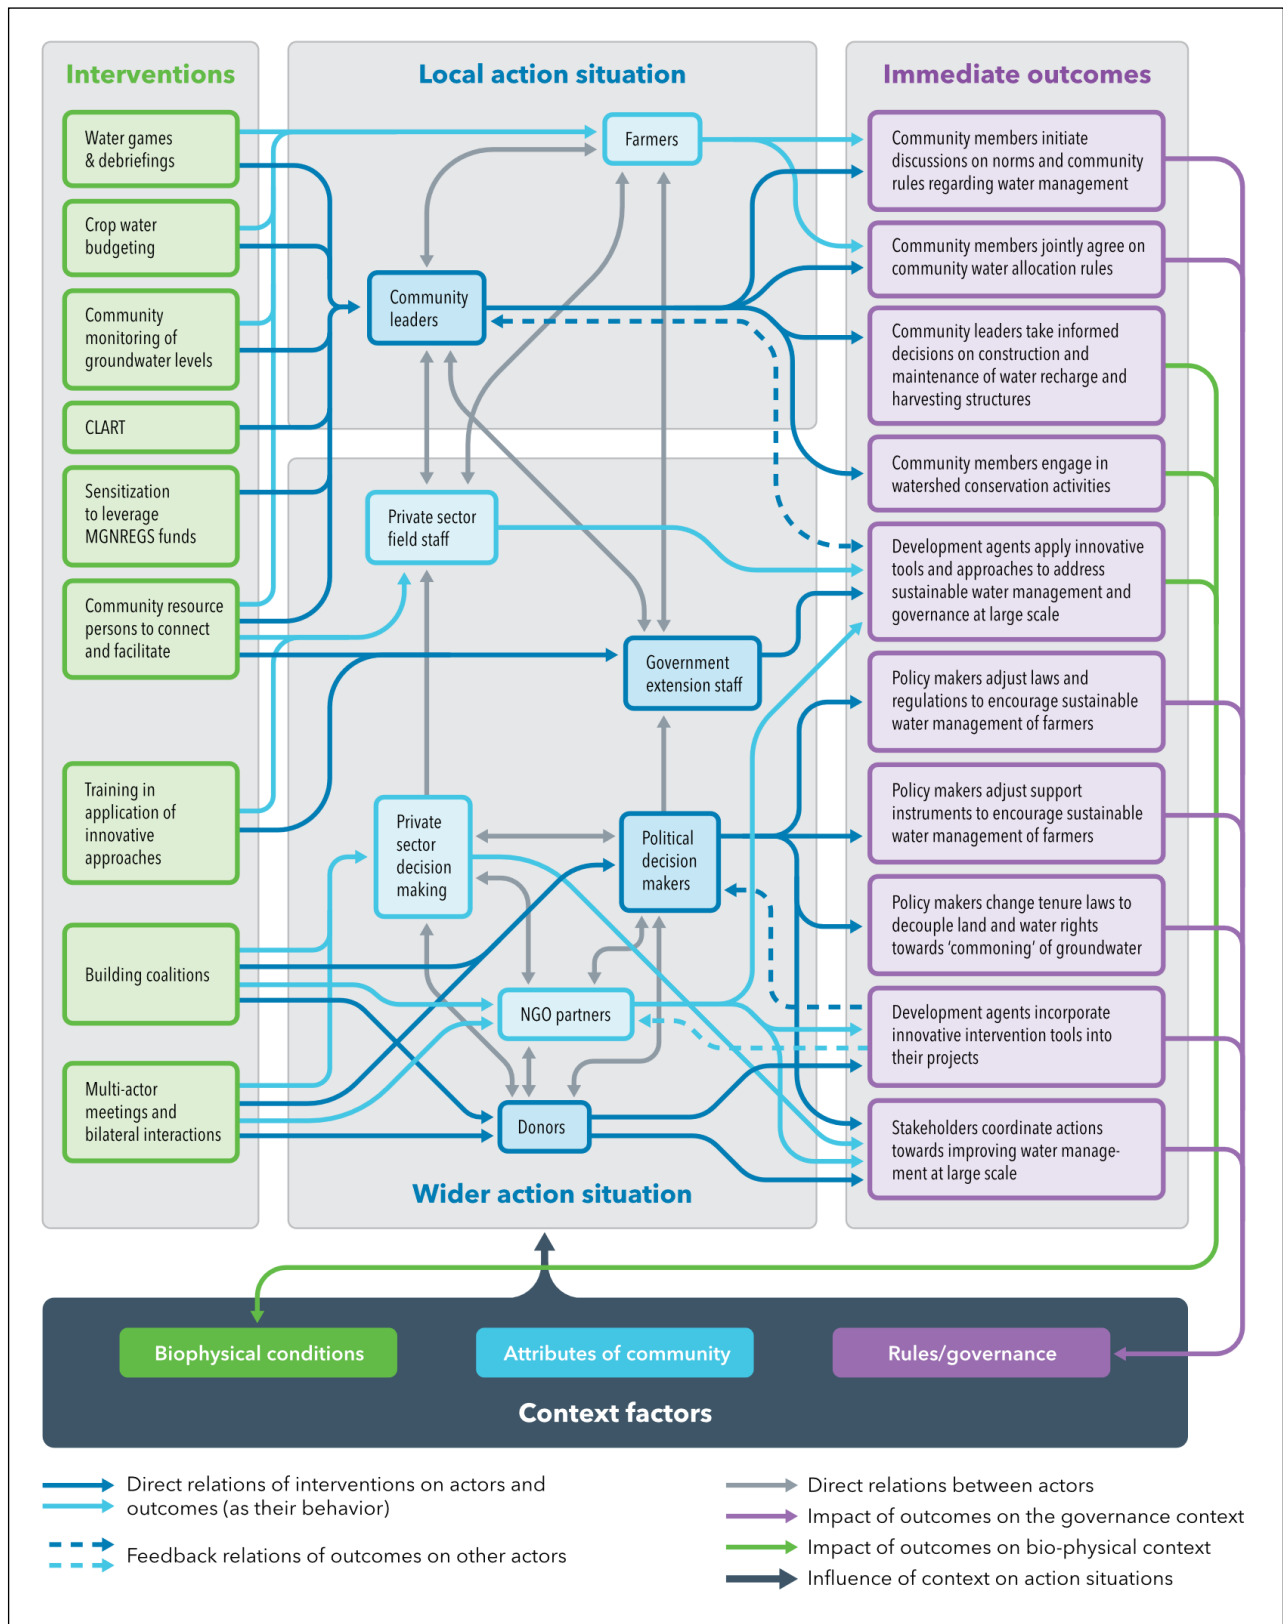 Interventions
Water games
& debriefings
Crop water
budgeting
Community
monitoring of
groundwater levels
CLART
Sensitization
to leverage
MGNREGS funds
Community resource
persons to connect
and facilitate
Training in
application of
innovative
approaches
Building coalitions
Multi-actor
meetings and
bilateral interactions
Local action situation
Farmers
Community
leaders
Private sector
field staff
Government
extension staff
Private
sector
decision
making
Political
decision
makers
NGO partners
Donors
Wider action situation
Immediate outcomes
Community members initiate
discussions on norms and community
rules regarding water management
Community members jointly agree on
community water allocation rules
Community leaders take informed
decisions on construction and
maintenance of water recharge and
harvesting structures
Community members engage in
watershed conservation activities
Development agents apply innovative
tools and approaches to address
sustainable water management and
governance at large scale
Policy makers adjust laws and
regulations to encourage sustainable
water management of farmers
Policy makers adjust support
instruments to encourage sustainable
water management of farmers
Policy makers change tenure laws to
decouple land and water rights
towards ‘commoning’ of groundwater
Development agents incorporate
innovative intervention tools into
their projects
Stakeholders coordinate actions
towards improving water manage-
ment at large scale
Biophysical conditions
Attributes of community
Rules/governance
Context factors
Direct relations of interventions on actors and
outcomes (as their behavior)
Feedback relations of outcomes on other actors
Direct relations between actors
Impact of outcomes on the governance context
Impact of outcomes on bio-physical context
Influence of context on action situations